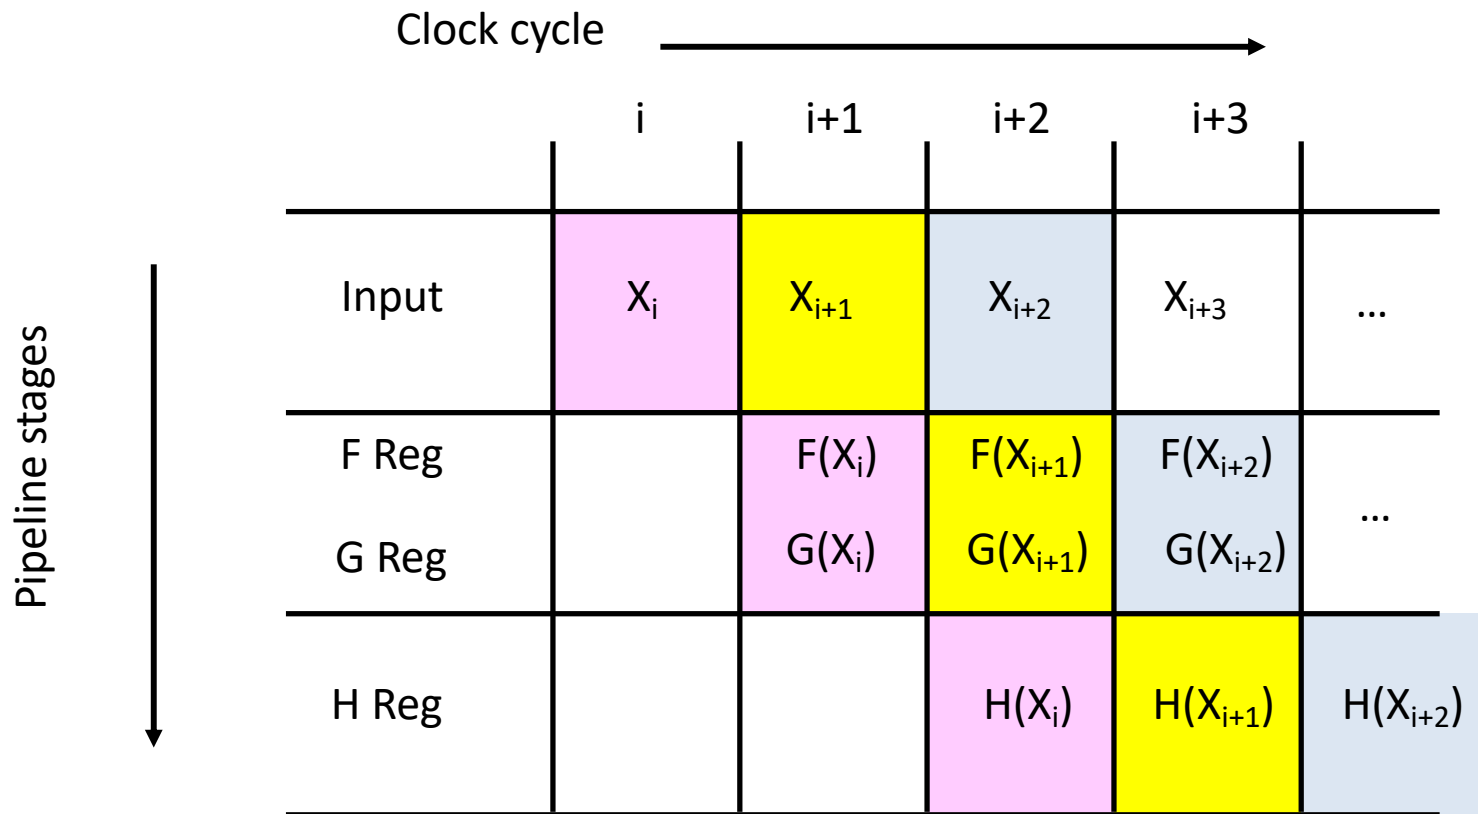 Clock cycle
i i+1 i+2 i+3
Pipeline stages
Input Xᵢ Xᵢ₊₁ Xᵢ₊₂ Xᵢ₊₃ ...
F Reg F(Xᵢ) F(Xᵢ₊₁) F(Xᵢ₊₂)
...
G Reg G(Xᵢ) G(Xᵢ₊₁) G(Xᵢ₊₂)
H Reg H(Xᵢ) H(Xᵢ₊₁) H(Xᵢ₊₂)